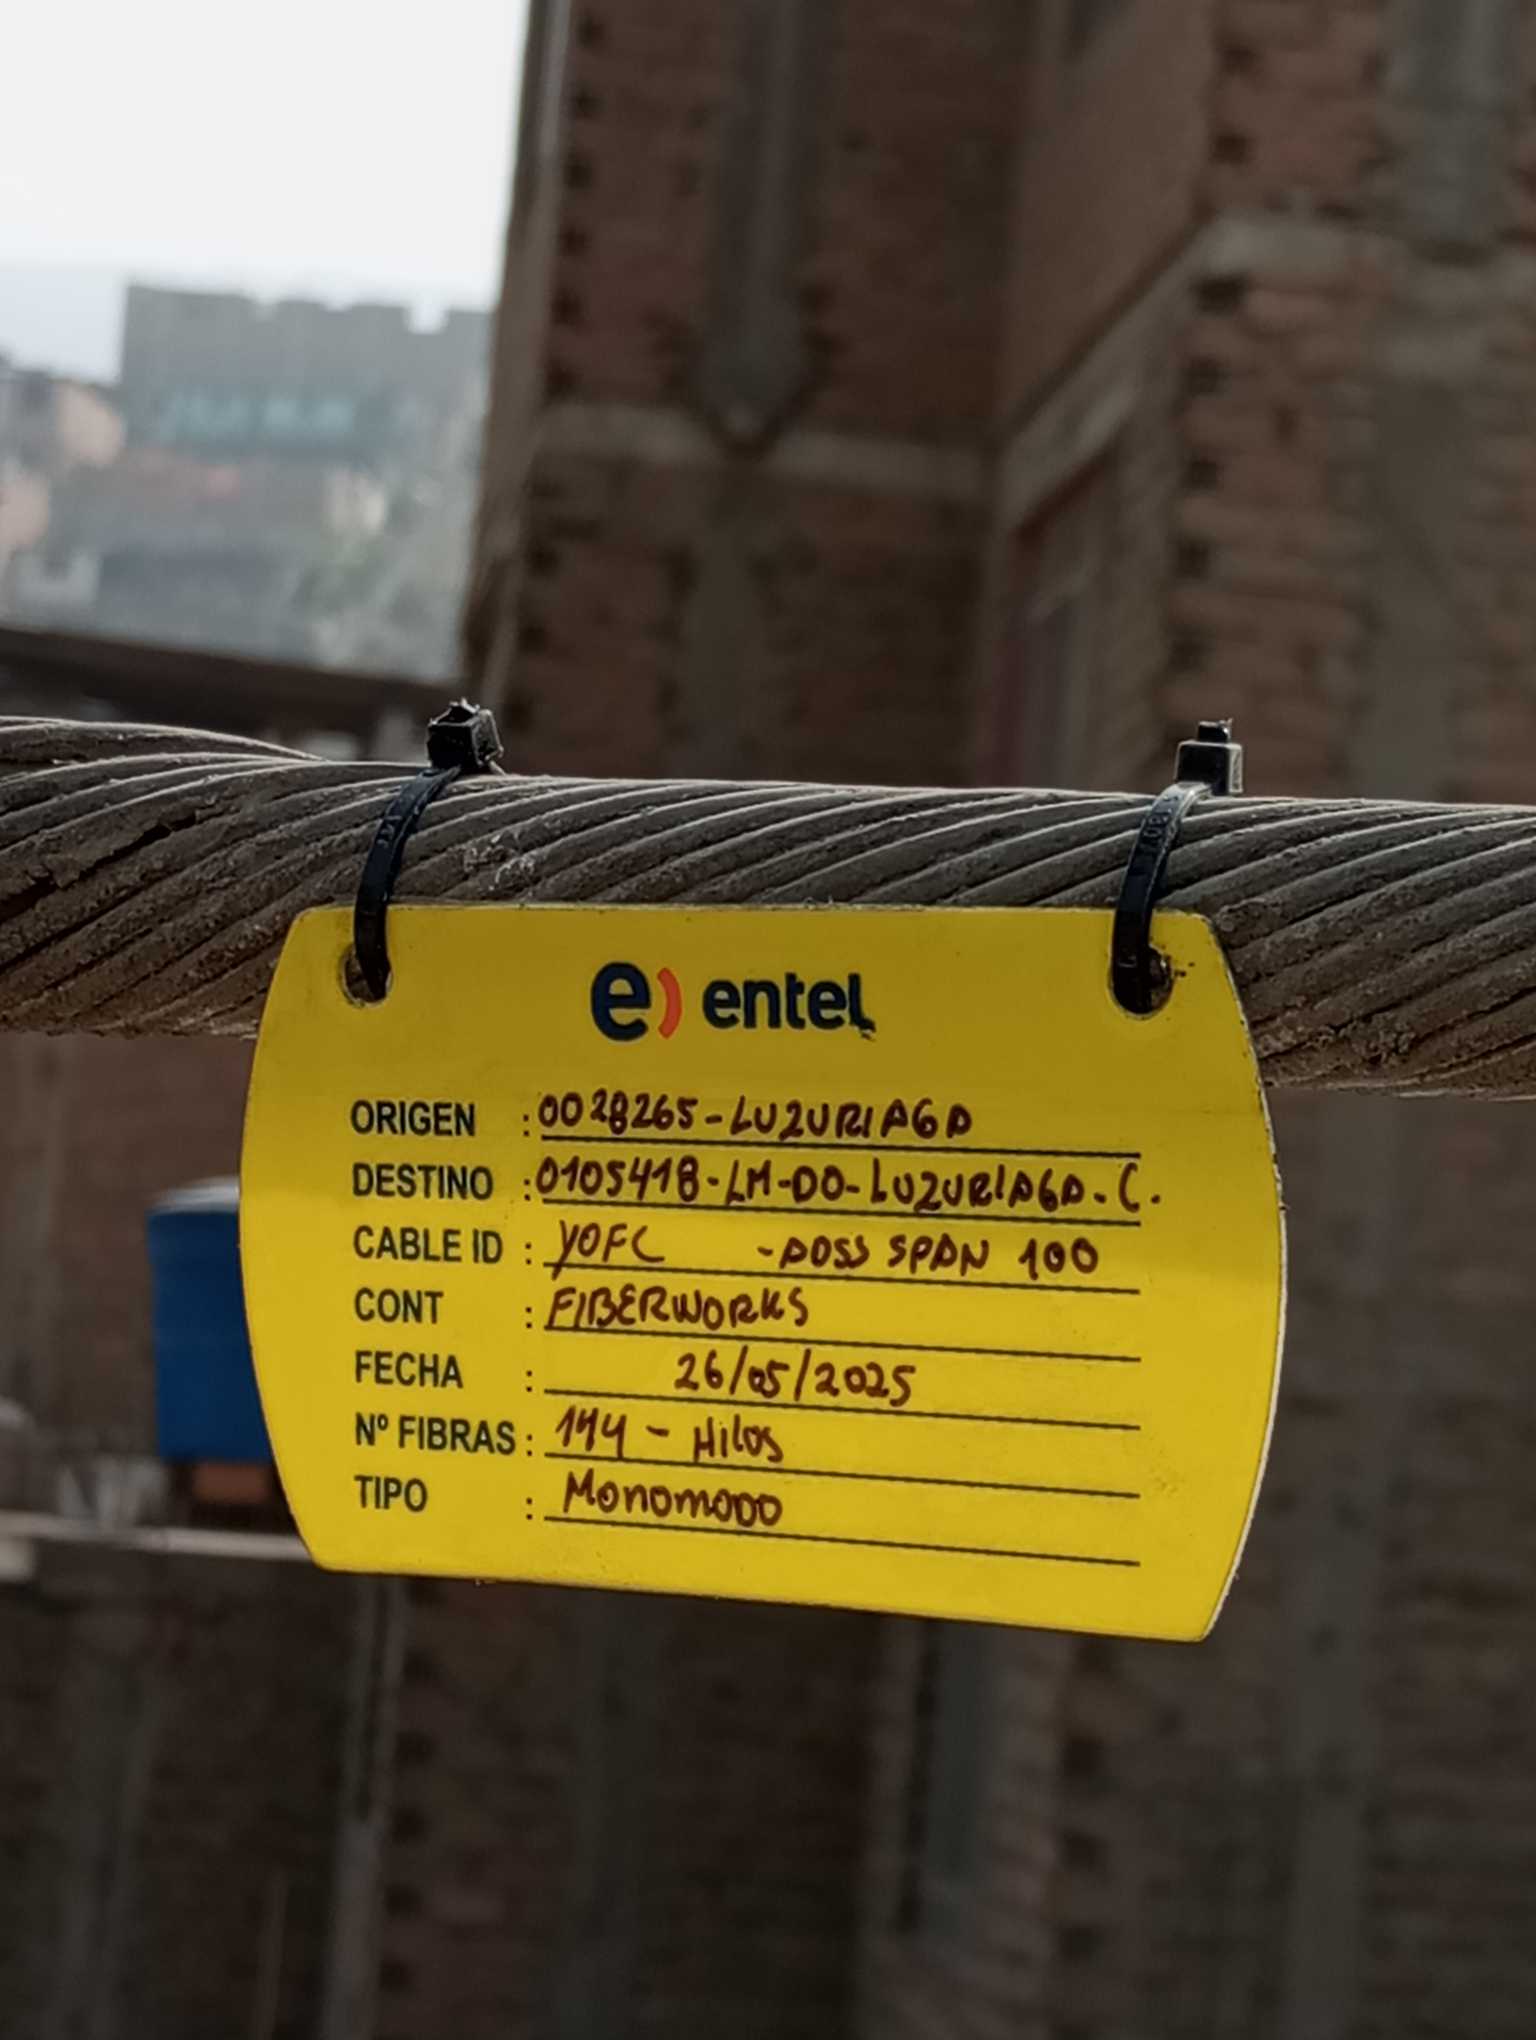 e) entel
ORIGEN : 0028265-LUZURIAGA
DESTINO : 0105418-LM-DO-LUZURIAGA-C.
CABLE ID : YOFC -ADSS SPAN 100
CONT : FIBERWORKS
FECHA : 26/05/2025
Nº FIBRAS : 144 - Hilos
TIPO : MONOMODO